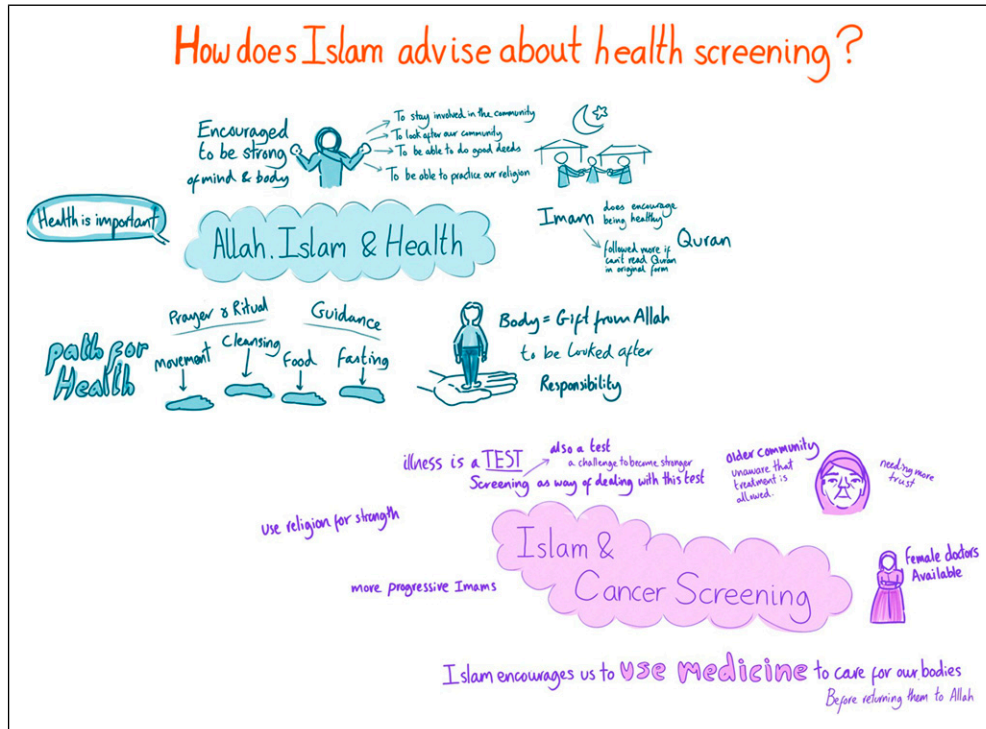 How does Islam advise about health screening?
Encouraged
to be strong
of mind & body
To stay involved in the community
To look after our community
To be able to do good deeds
To be able to practice our religion
Health is important
Allah, Islam & Health
Imam
does encourage
being healthy
followed more if
can't read Quran
in original form
Quran
path for
Health
Prayer & Ritual
Movement
Cleansing
Guidance
Food
Fasting
Body = Gift from Allah
to be looked after
Responsibility
illness is a TEST
also a test
a challenge to become stronger
Screening as way of dealing with this test
older community
unaware that
treatment is
allowed.
needing more
trust
use religion for strength
more progressive Imams
Islam &
Cancer Screening
Female doctors
Available
Islam encourages us to use medicine to care for our bodies
Before returning them to Allah